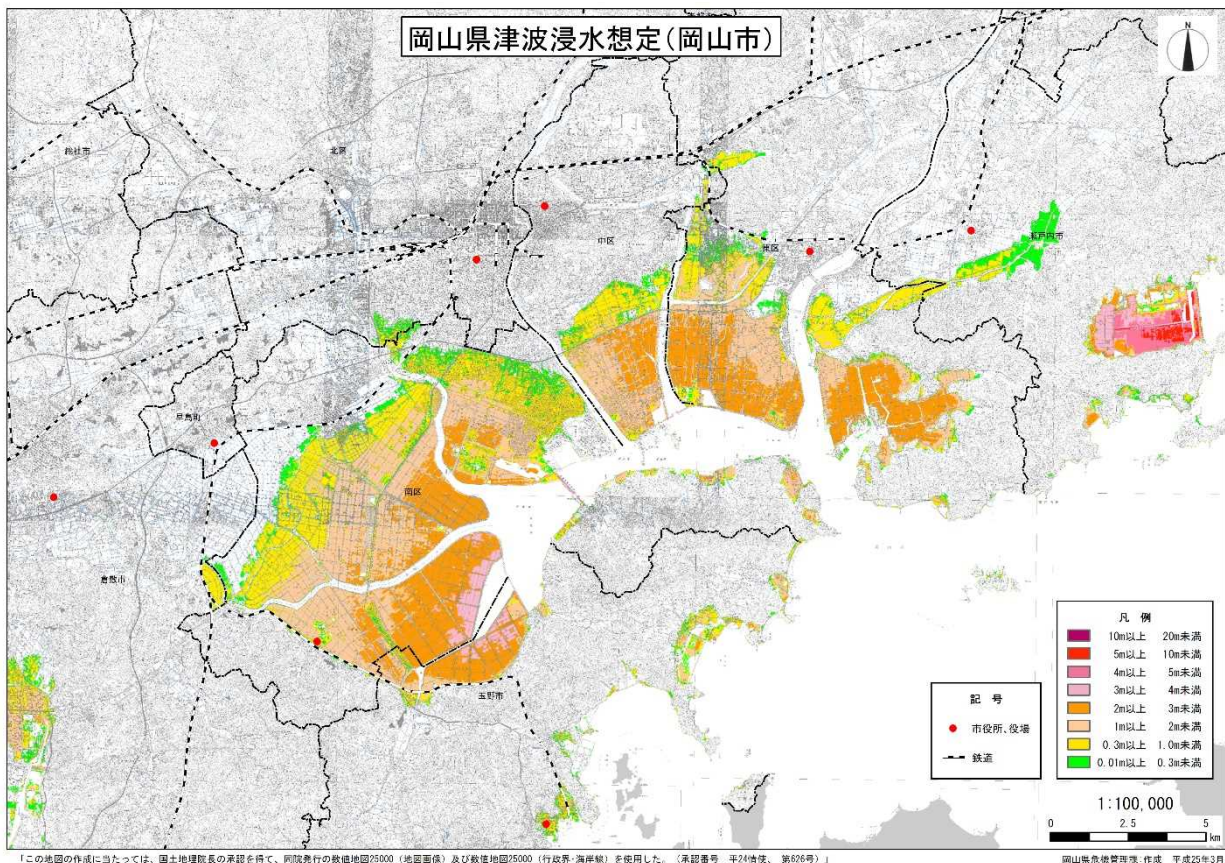 岡山県津波浸水想定(岡山市)
N
総社市
北区
中区
東区
瀬戸内市
早島町
南区
倉敷市
玉野市
記 号
市役所、役場
鉄道
凡 例
10m以上 20m未満
5m以上 10m未満
4m以上 5m未満
3m以上 4m未満
2m以上 3m未満
1m以上 2m未満
0.3m以上 1.0m未満
0.01m以上 0.3m未満
1:100,000
0 2.5 5
km
「この地図の作成に当たっては、国土地理院長の承認を得て、同院発行の数値地図25000(地図画像)及び数値地図25000(行政界・海岸線)を使用した。(承認番号 平24情使、 第626号)」
岡山県危機管理課:作成 平成25年3月